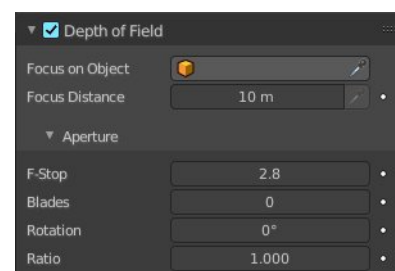 Depth of Field
Focus on Object
Focus Distance 10 m
Aperture
F-Stop 2.8
Blades 0
Rotation 0°
Ratio 1.000